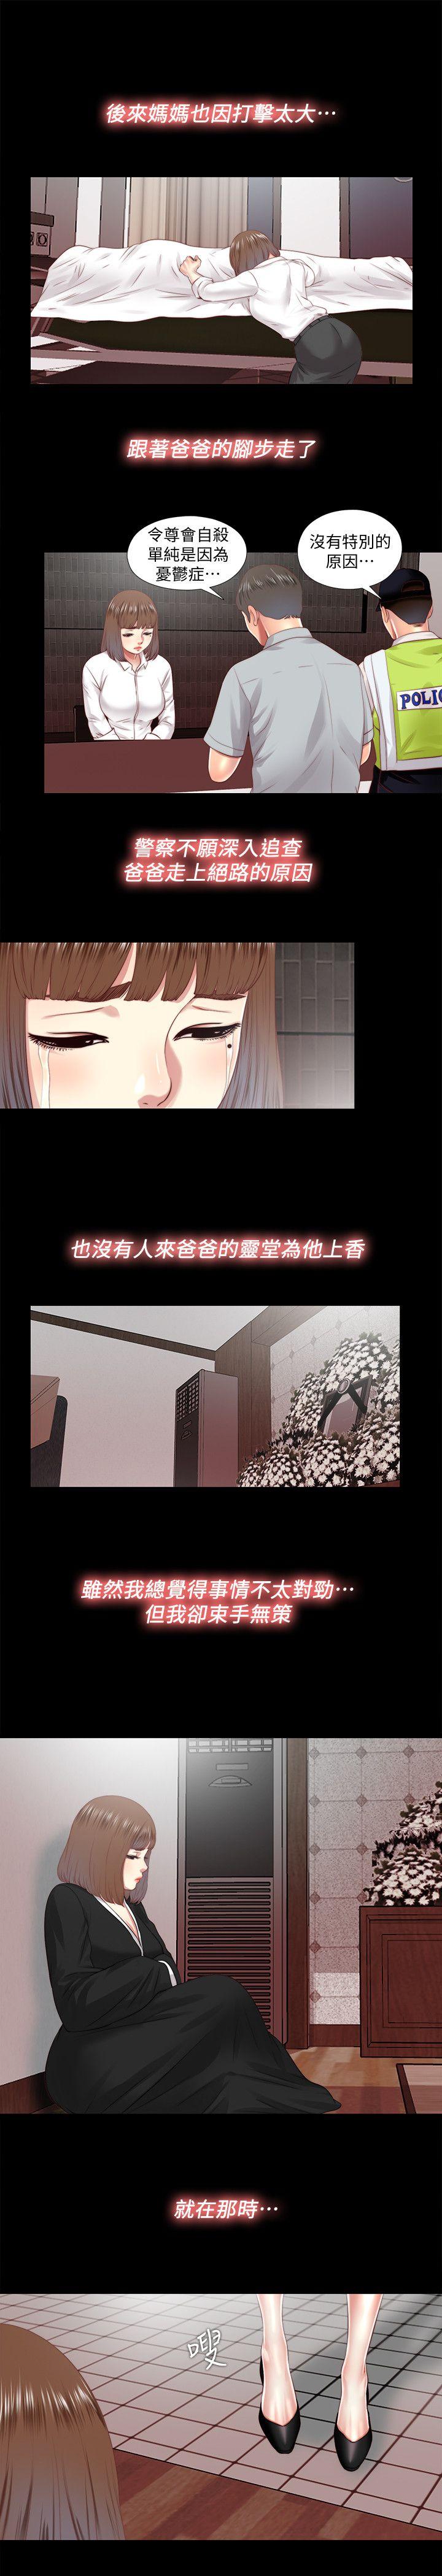 後來媽媽也因打擊太大⋯
跟著爸爸的腳步走了
令尊會自殺
單純是因為
憂鬱症⋯
沒有特別的
原因⋯
POLIC
警察不願深入追查
爸爸走上絕路的原因
也沒有人來爸爸的靈堂為他上香
雖然我總覺得事情不太對勁⋯
但我卻束手無策
就在那時⋯
嗖